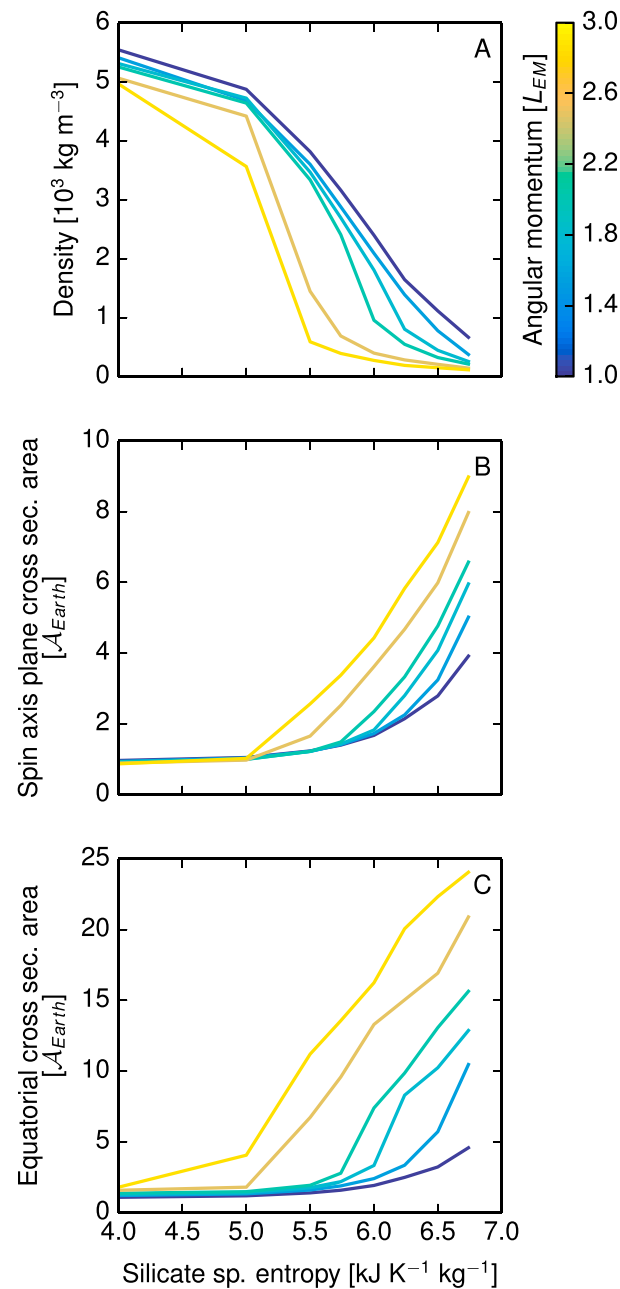 A
Density [10³ kg m⁻³]
6
5
4
3
2
1
0
Angular momentum [L_EM]
3.0
2.6
2.2
1.8
1.4
1.0
B
Spin axis plane cross sec. area
[𝒜_Earth]
10
8
6
4
2
0
C
Equatorial cross sec. area
[𝒜_Earth]
25
20
15
10
5
0
4.0 4.5 5.0 5.5 6.0 6.5 7.0
Silicate sp. entropy [kJ K⁻¹ kg⁻¹]